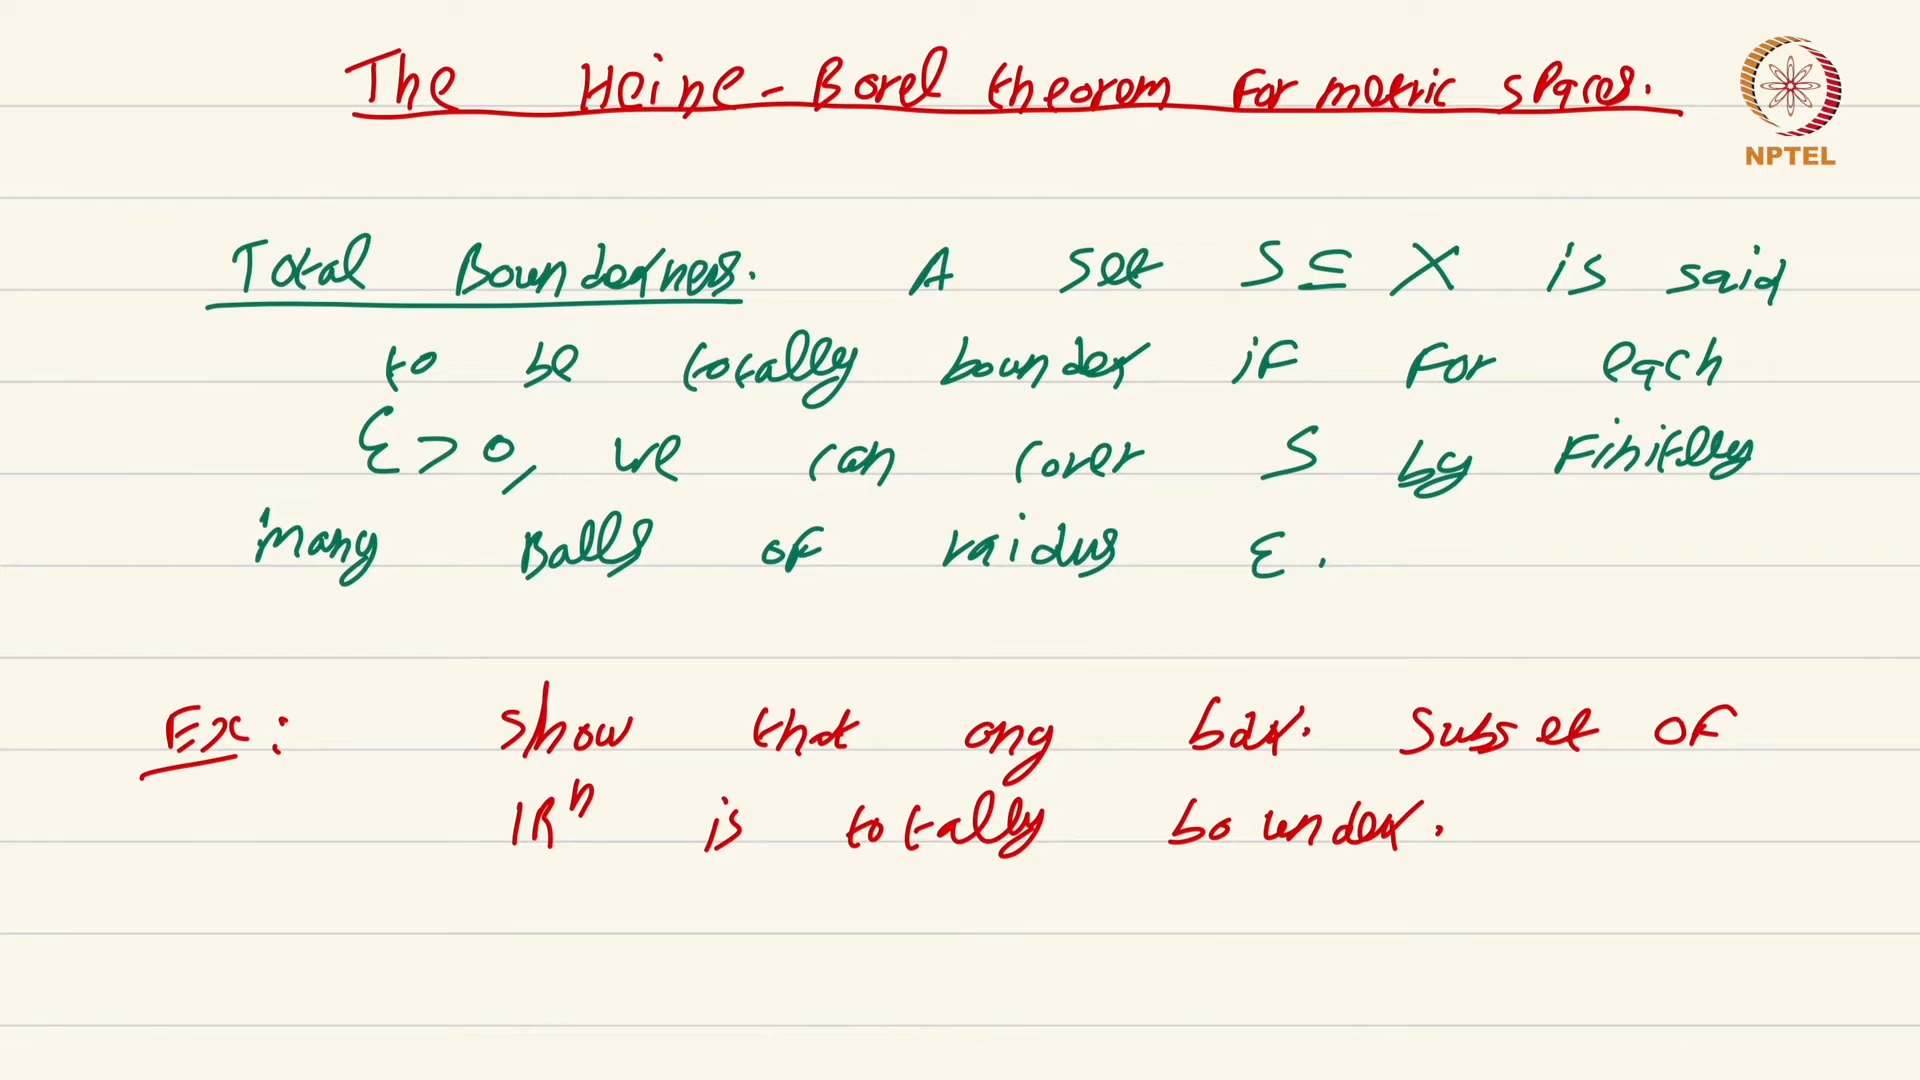 The Heine-Borel theorem for metric spaces.
NPTEL
Total Boundedness. A set S ⊆ X is said
to be totally bounded if for each
ε > 0, we can cover S by finitely
many Balls of raidus ε.
Ex: show that any bdd. subset of
ℝⁿ is totally bounded.